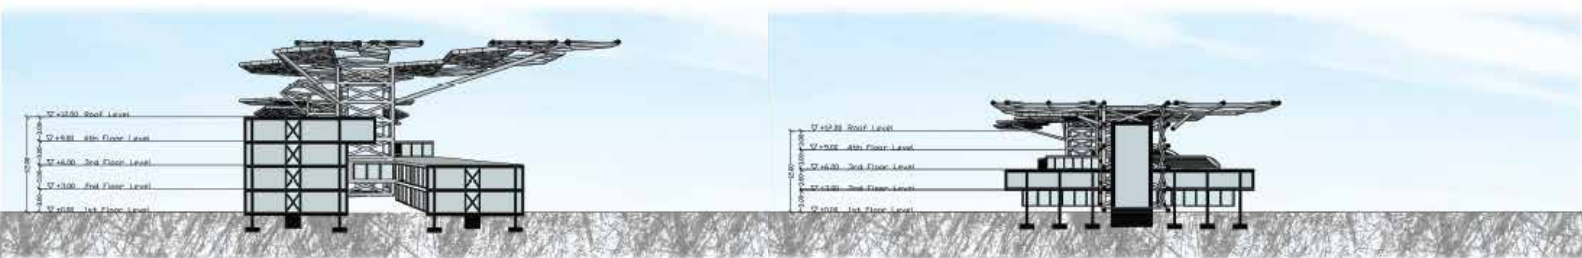 +12.00 Roof Level
+9.00 4th Floor Level
+6.00 3rd Floor Level
+3.00 2nd Floor Level
+0.00 1st Floor Level
+12.00 Roof Level
+9.00 4th Floor Level
+6.00 3rd Floor Level
+3.00 2nd Floor Level
+0.00 1st Floor Level